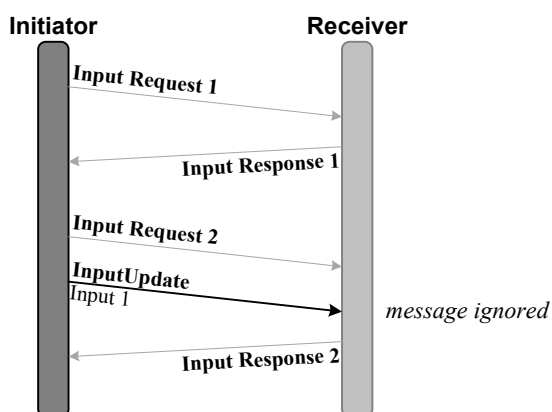 Initiator
Receiver
Input Request 1
Input Response 1
Input Request 2
InputUpdate
Input 1
message ignored
Input Response 2